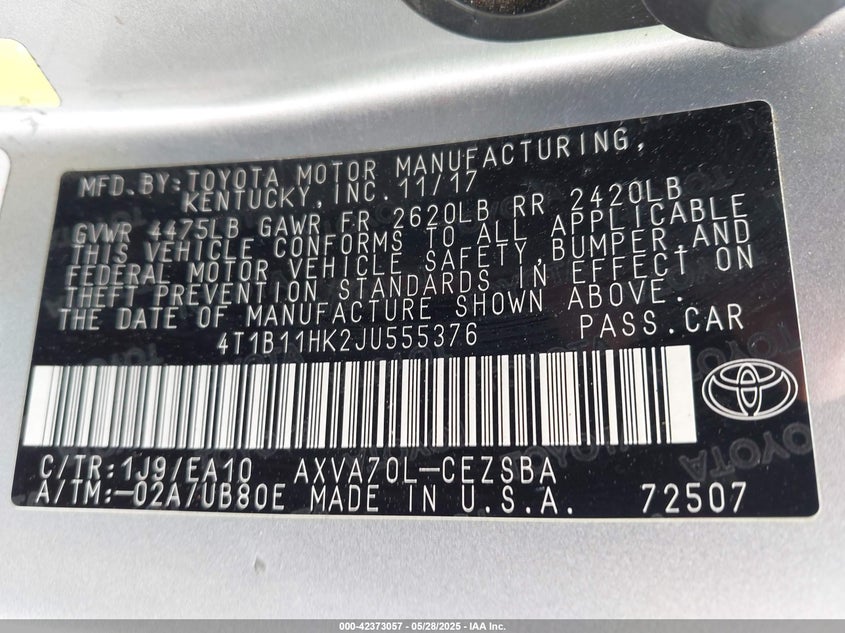 MFD.BY:TOYOTA MOTOR MANUFACTURING,
KENTUCKY,INC.11/17
GVWR 4475LB GAWR FR 2620LB RR 2420LB
THIS VEHICLE CONFORMS TO ALL APPLICABLE
FEDERAL MOTOR VEHICLE SAFETY,BUMPER,AND
THEFT PREVENTION STANDARDS IN EFFECT ON
THE DATE OF MANUFACTURE SHOWN ABOVE.
4T1B11HK2JU555376 PASS.CAR
C/TR:1J9/EA10 AXVA70L-CEZSBA
A/TM:-02A/UB80E MADE IN U.S.A. 72507
000-42373057 - 05/28/2025 - IAA Inc.